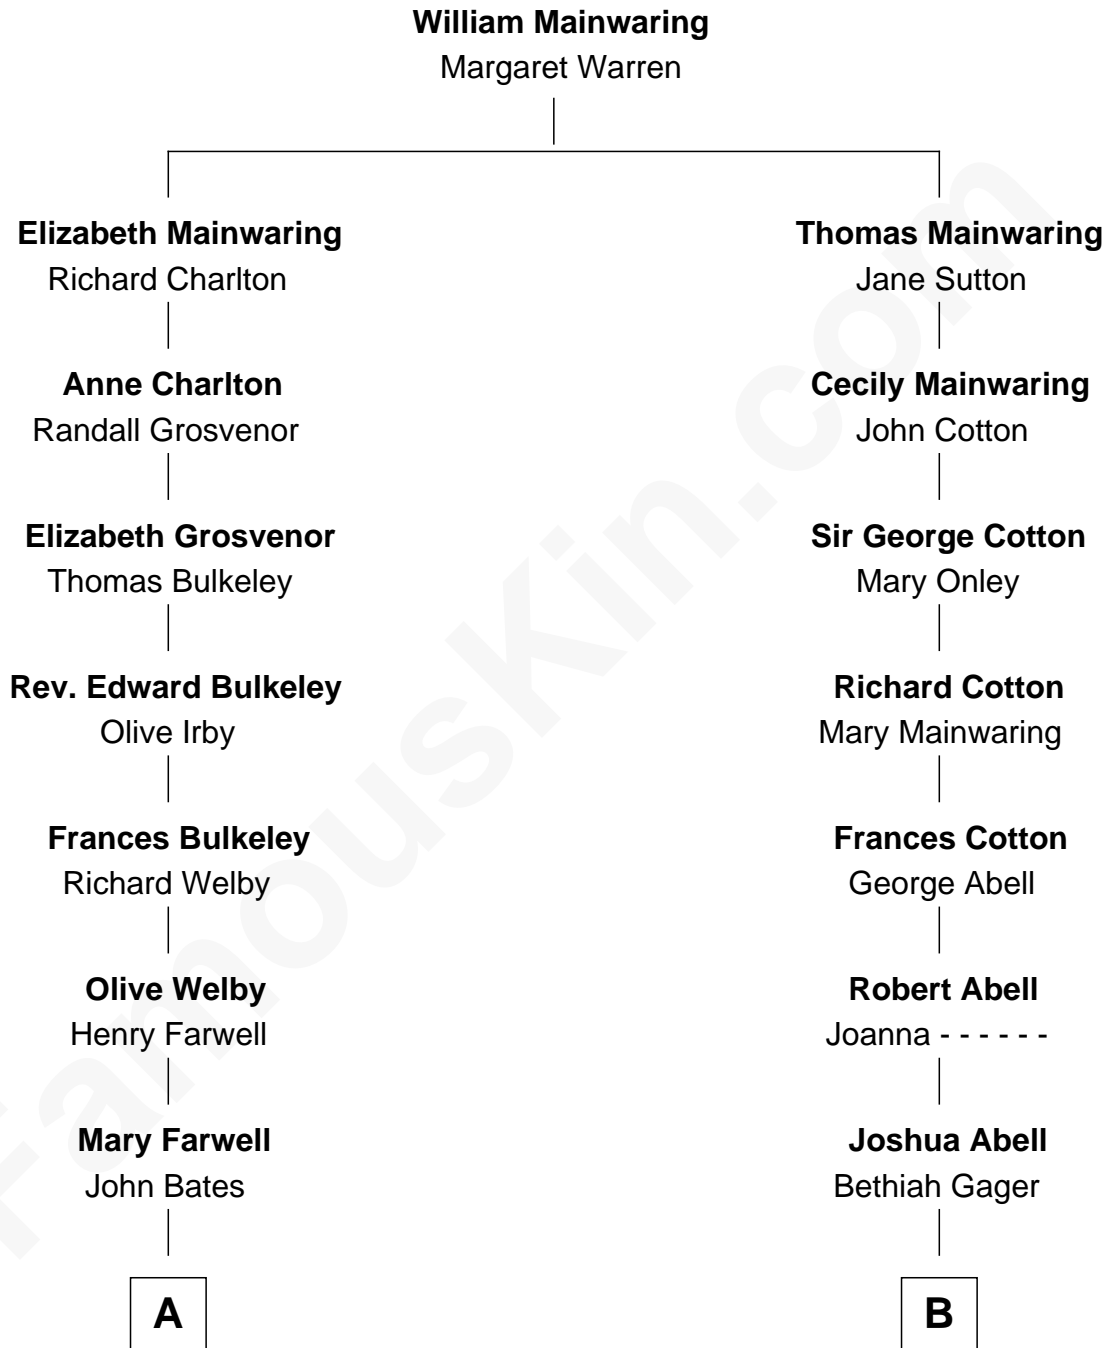 William Mainwaring
Margaret Warren
Elizabeth Mainwaring
Richard Charlton
Anne Charlton
Randall Grosvenor
Elizabeth Grosvenor
Thomas Bulkeley
Rev. Edward Bulkeley
Olive Irby
Frances Bulkeley
Richard Welby
Olive Welby
Henry Farwell
Mary Farwell
John Bates
A
Thomas Mainwaring
Jane Sutton
Cecily Mainwaring
John Cotton
Sir George Cotton
Mary Onley
Richard Cotton
Mary Mainwaring
Frances Cotton
George Abell
Robert Abell
Joanna - - - - - -
Joshua Abell
Bethiah Gager
B
FamousKin.com